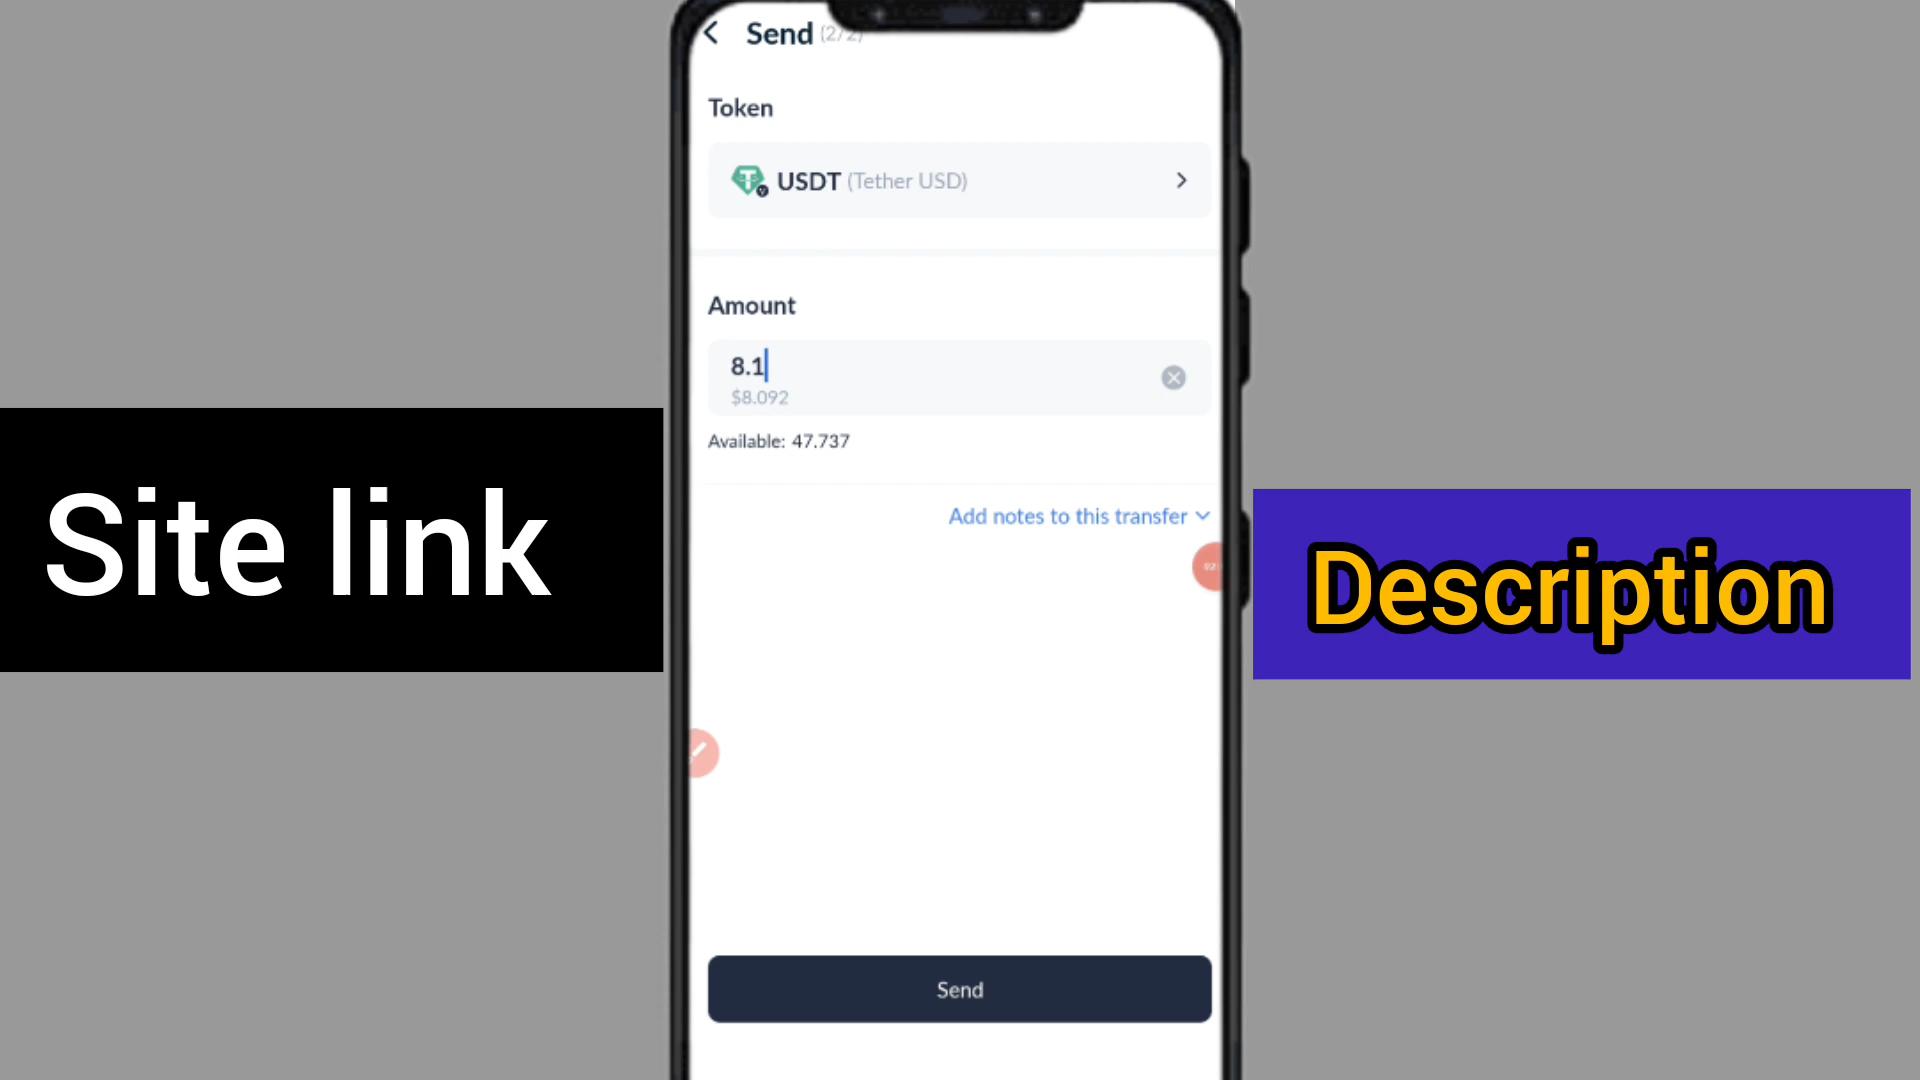 Send (2/2)
Token
USDT (Tether USD)
Amount
8.1
$8.092
Available: 47.737
Add notes to this transfer
02:
Site link
Description
Send